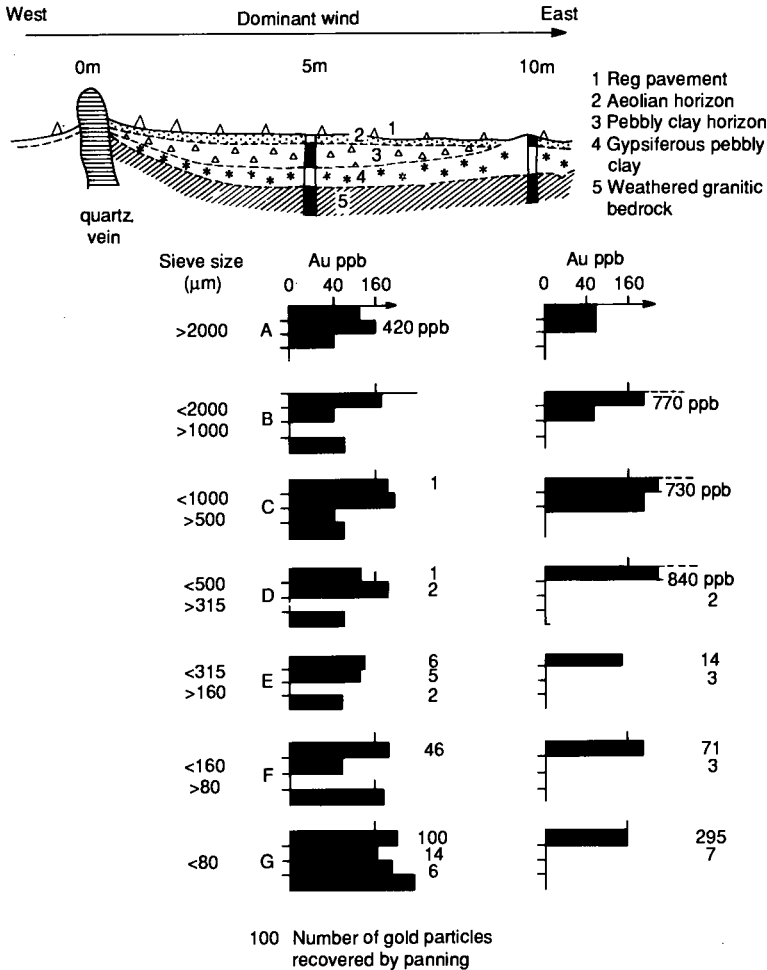 West
Dominant wind
East
0m
5m
10m
1 Reg pavement
2 Aeolian horizon
3 Pebbly clay horizon
4 Gypsiferous pebbly
clay
5 Weathered granitic
bedrock
1
2
3
4
5
quartz
vein
Sieve size
(μm)
Au ppb
0 40 160
Au ppb
0 40 160
>2000
A
420 ppb
<2000
>1000
B
770 ppb
<1000
>500
C
1
730 ppb
<500
>315
D
1
2
840 ppb
2
<315
>160
E
6
5
2
14
3
<160
>80
F
46
71
3
<80
G
100
14
6
295
7
100 Number of gold particles
recovered by panning